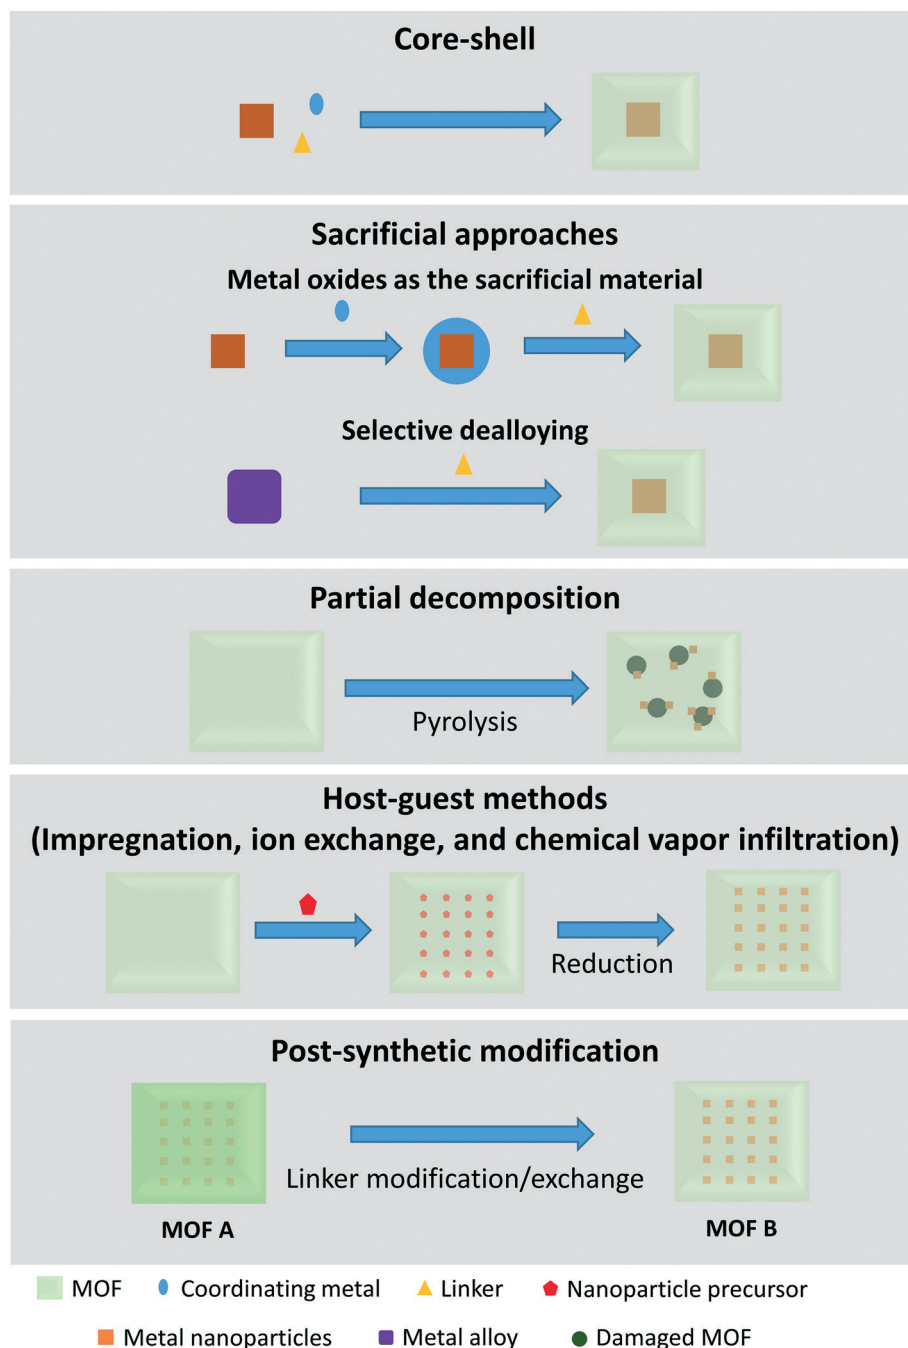 Core-shell
Sacrificial approaches
Metal oxides as the sacrificial material
Selective dealloying
Partial decomposition
Pyrolysis
Host-guest methods
(Impregnation, ion exchange, and chemical vapor infiltration)
Reduction
Post-synthetic modification
Linker modification/exchange
MOF A
MOF B
MOF Coordinating metal Linker Nanoparticle precursor
Metal nanoparticles Metal alloy Damaged MOF